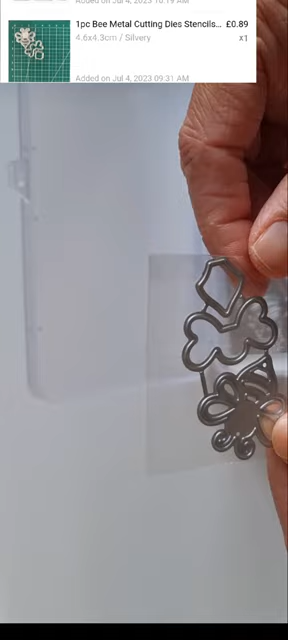 Added on Jul 4, 2023 10:19 AM
1pc Bee Metal Cutting Dies Stencils... £0.89
4.6x4.3cm / Silvery x1
Added on Jul 4, 2023 09:31 AM